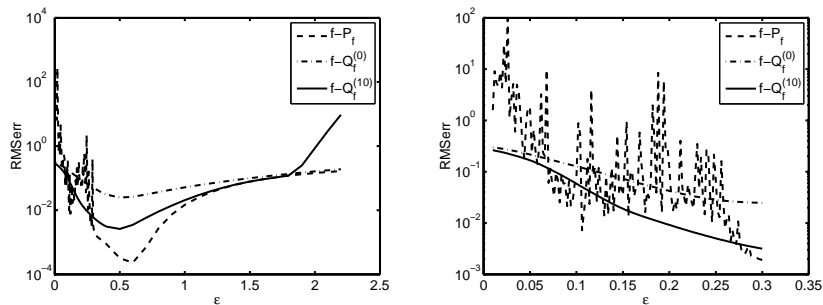 10^4
10^2
10^0
10^−2
10^−4
RMSerr
0
0.5
1
1.5
2
2.5
ε
f−P_f
f−Q_f^(0)
f−Q_f^(10)
10^2
10^1
10^0
10^−1
10^−2
10^−3
RMSerr
0
0.05
0.1
0.15
0.2
0.25
0.3
0.35
ε
f−P_f
f−Q_f^(0)
f−Q_f^(10)